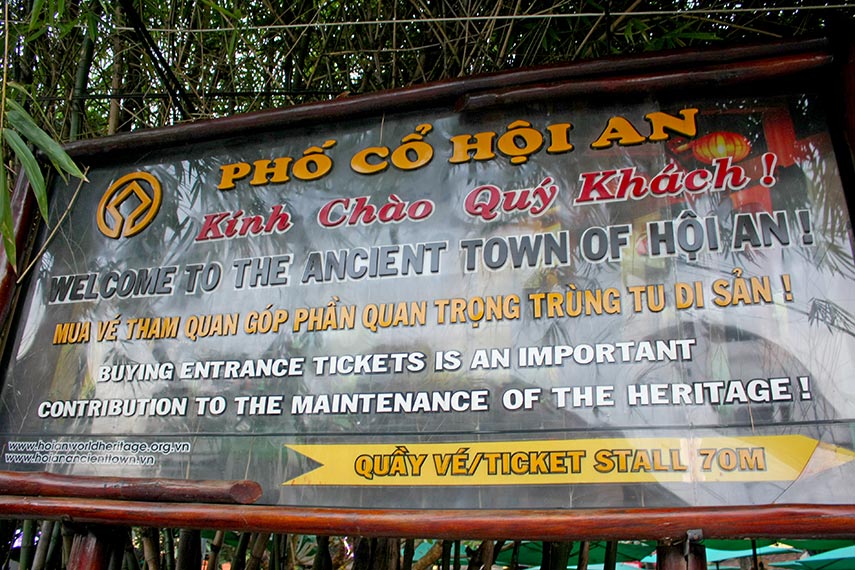 PHỐ CỔ HỘI AN
Kính Chào Quý Khách !
WELCOME TO THE ANCIENT TOWN OF HỘI AN !
MUA VÉ THAM QUAN GÓP PHẦN QUAN TRỌNG TRÙNG TU DI SẢN !
BUYING ENTRANCE TICKETS IS AN IMPORTANT
CONTRIBUTION TO THE MAINTENANCE OF THE HERITAGE !
www.hoianworldheritage.org.vn
www.hoianancienttown.vn
QUẦY VÉ/TICKET STALL 70M